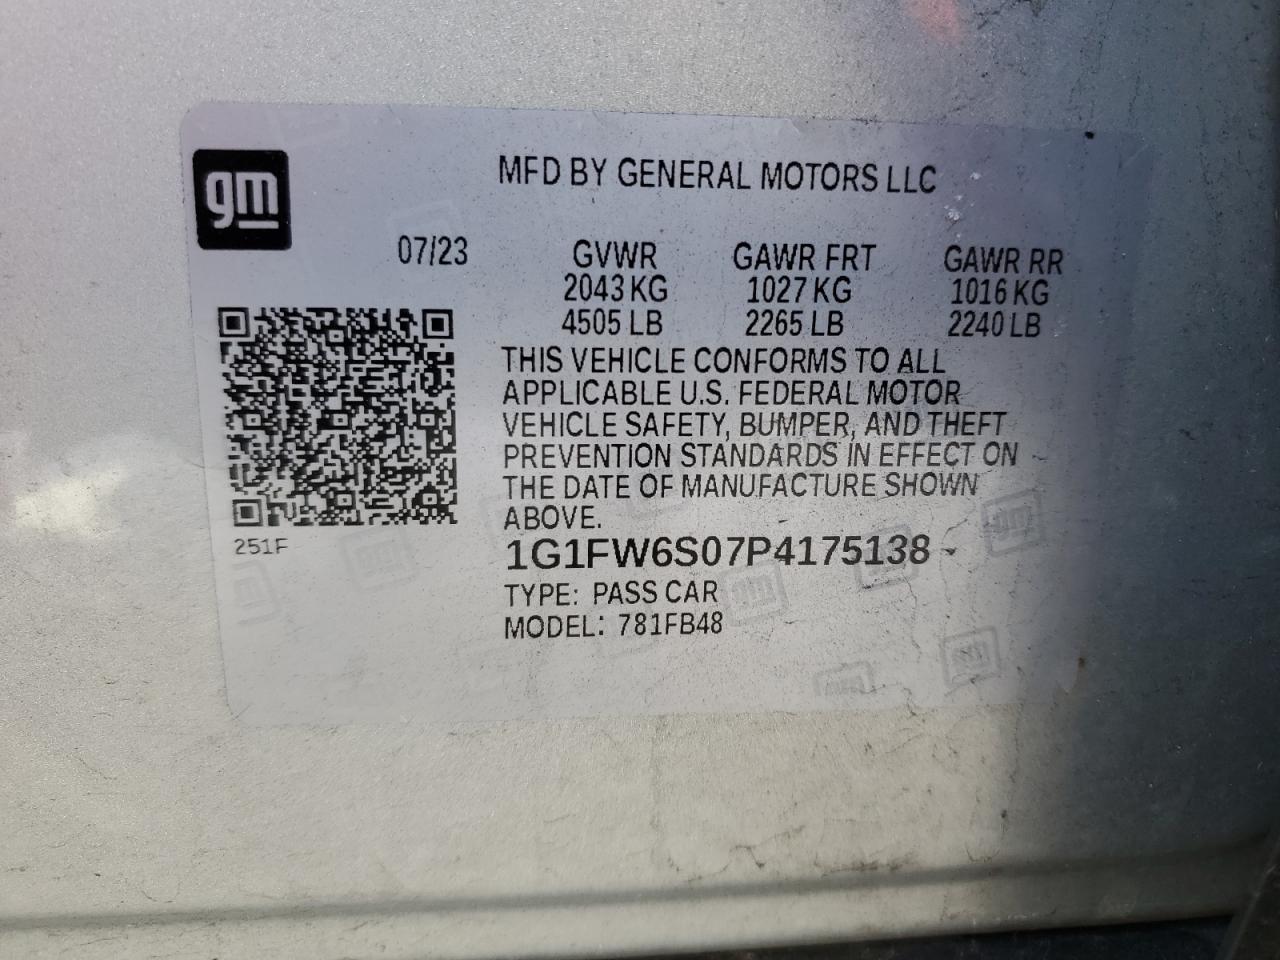 gm
MFD BY GENERAL MOTORS LLC
07/23 GVWR GAWR FRT GAWR RR
2043 KG 1027 KG 1016 KG
4505 LB 2265 LB 2240 LB
THIS VEHICLE CONFORMS TO ALL
APPLICABLE U.S. FEDERAL MOTOR
VEHICLE SAFETY, BUMPER, AND THEFT
PREVENTION STANDARDS IN EFFECT ON
THE DATE OF MANUFACTURE SHOWN
ABOVE.
251F
1G1FW6S07P4175138
TYPE: PASS CAR
MODEL: 781FB48